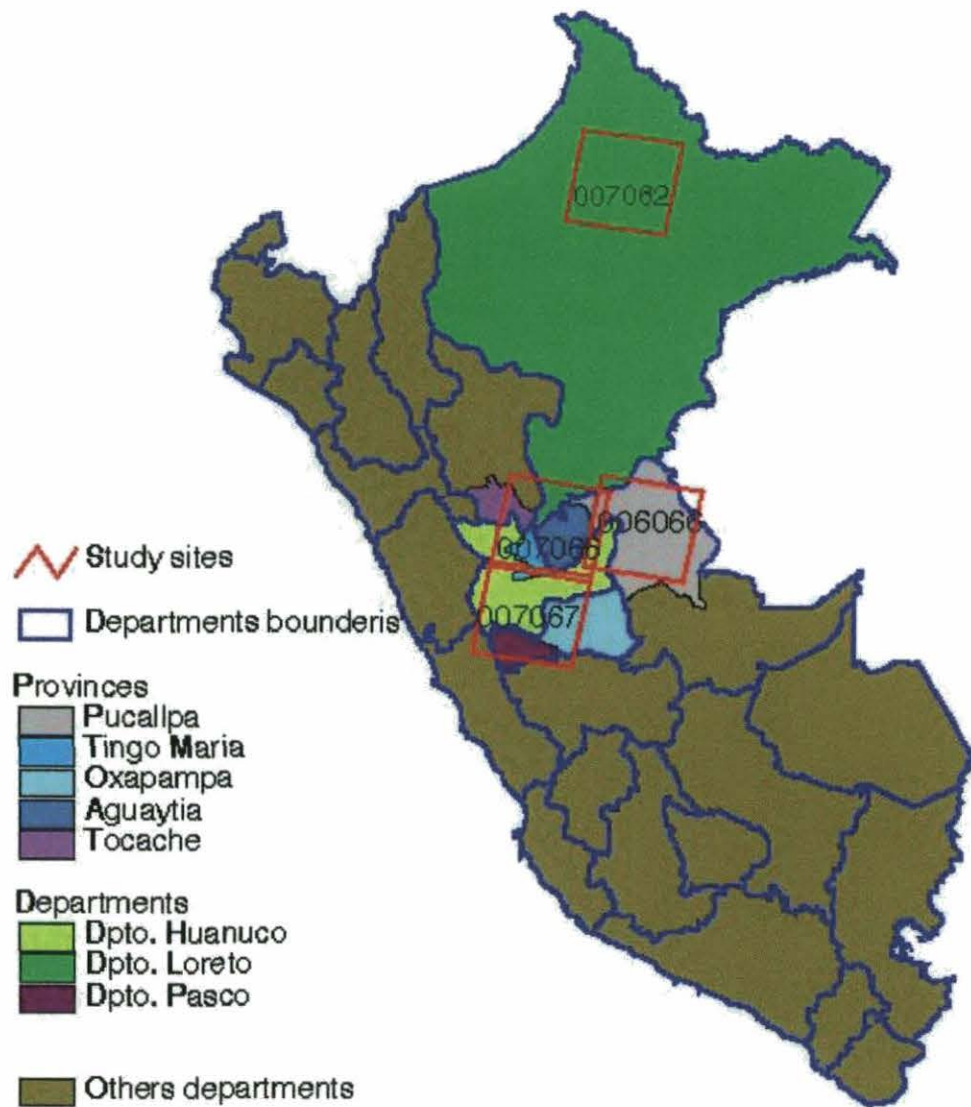 007062
006066
007066
007067
Study sites
Departments bounderis
Provinces
Pucallpa
Tingo Maria
Oxapampa
Aguaytia
Tocache
Departments
Dpto. Huanuco
Dpto. Loreto
Dpto. Pasco
Others departments